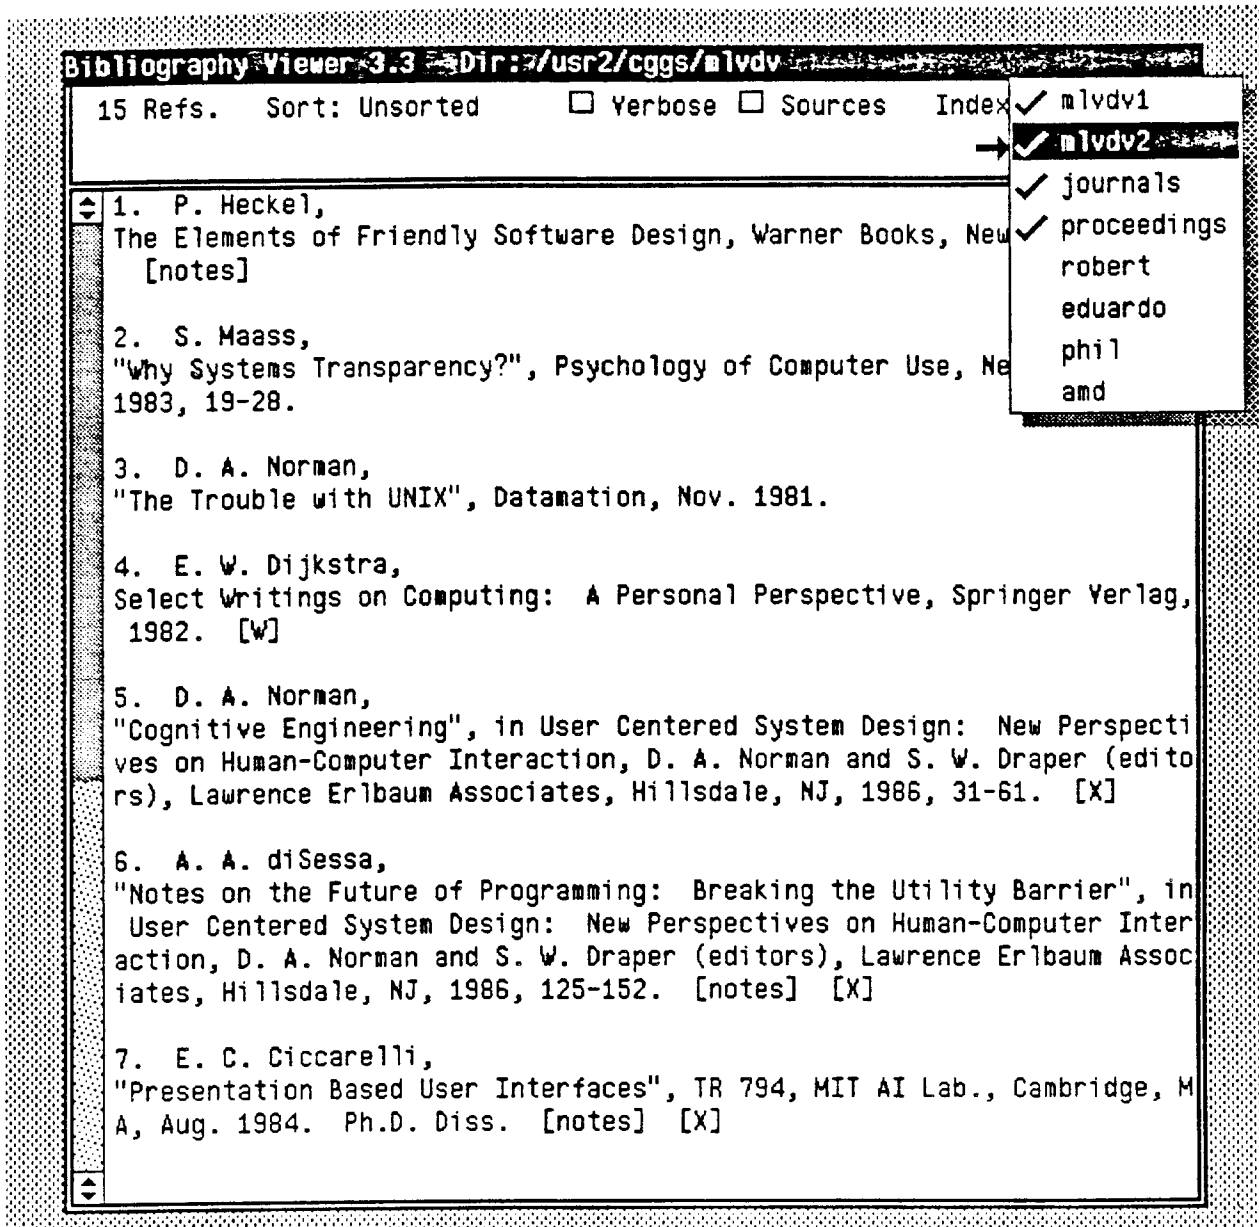 Bibliography Viewer 3.3 Dir: /usr2/cggs/mlvdv
15 Refs. Sort: Unsorted Verbose Sources Index
mlvdv1
mlvdv2
journals
proceedings
robert
eduardo
phil
amd
1. P. Heckel,
The Elements of Friendly Software Design, Warner Books, New
[notes]
2. S. Maass,
"Why Systems Transparency?", Psychology of Computer Use, Ne
1983, 19-28.
3. D. A. Norman,
"The Trouble with UNIX", Datamation, Nov. 1981.
4. E. W. Dijkstra,
Select Writings on Computing: A Personal Perspective, Springer Verlag,
1982. [W]
5. D. A. Norman,
"Cognitive Engineering", in User Centered System Design: New Perspecti
ves on Human-Computer Interaction, D. A. Norman and S. W. Draper (edito
rs), Lawrence Erlbaum Associates, Hillsdale, NJ, 1986, 31-61. [X]
6. A. A. diSessa,
"Notes on the Future of Programming: Breaking the Utility Barrier", in
User Centered System Design: New Perspectives on Human-Computer Inter
action, D. A. Norman and S. W. Draper (editors), Lawrence Erlbaum Assoc
iates, Hillsdale, NJ, 1986, 125-152. [notes] [X]
7. E. C. Ciccarelli,
"Presentation Based User Interfaces", TR 794, MIT AI Lab., Cambridge, M
A, Aug. 1984. Ph.D. Diss. [notes] [X]